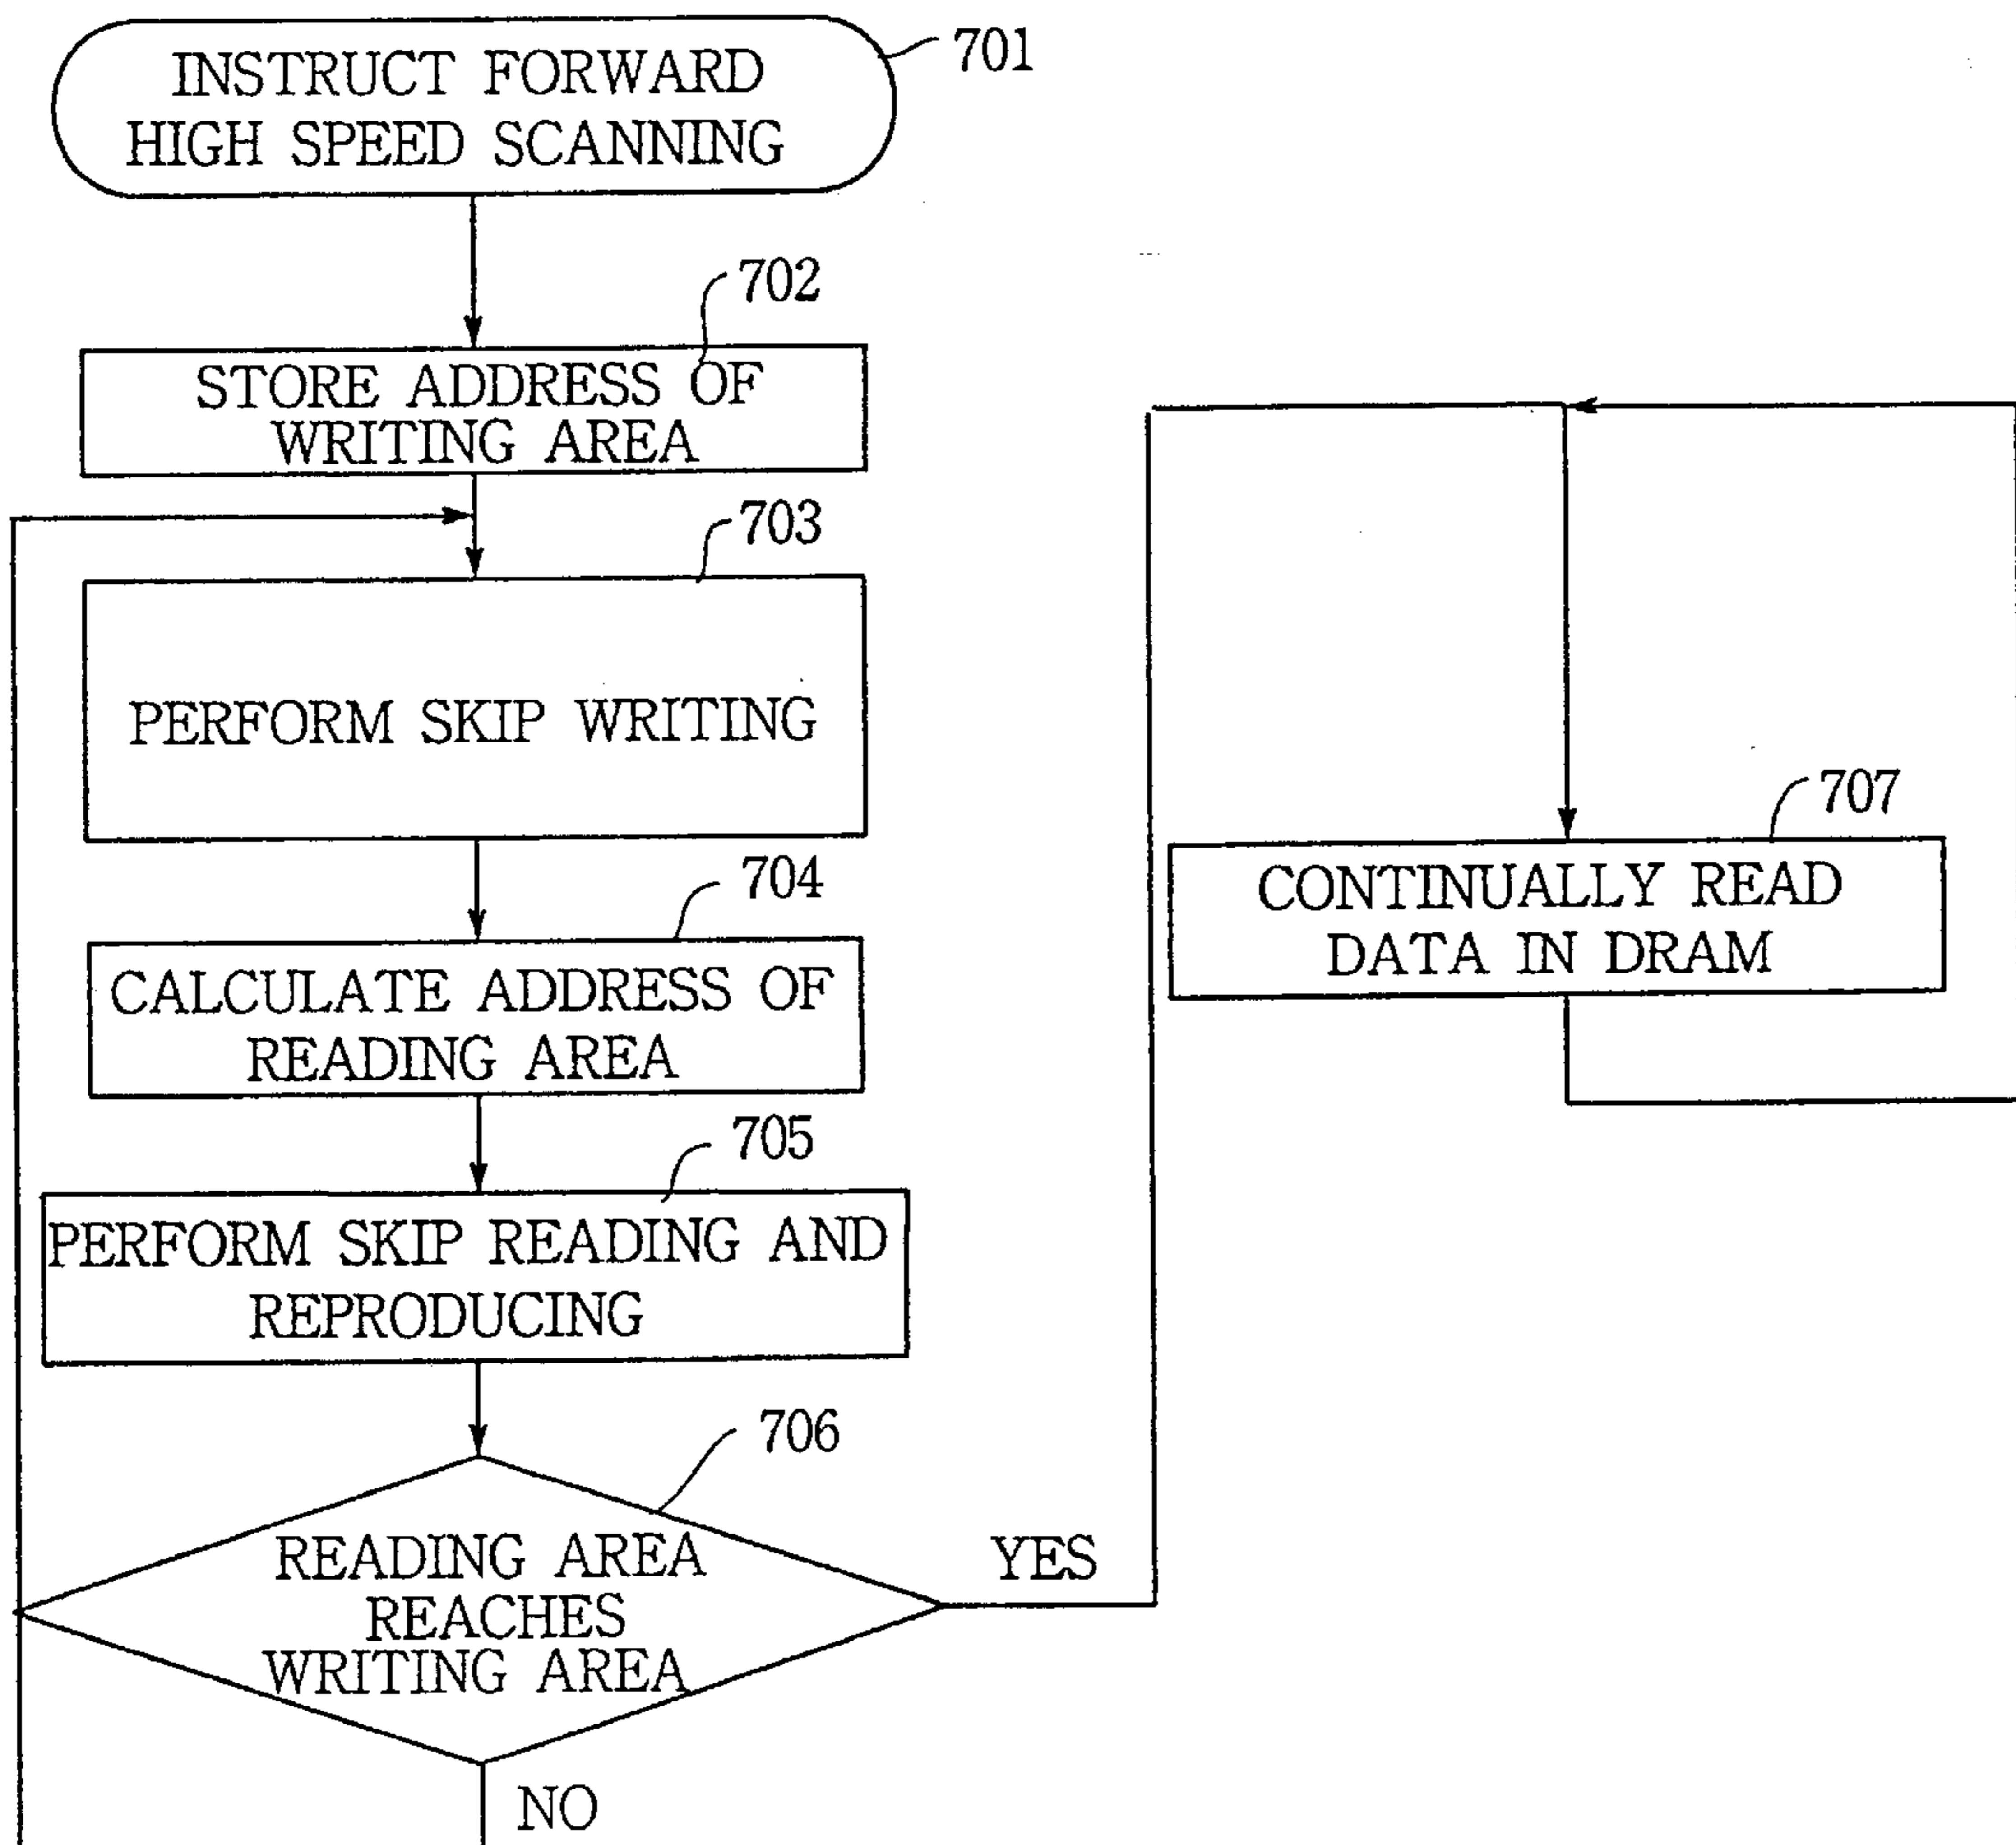 INSTRUCT FORWARD
HIGH SPEED SCANNING
701
702
STORE ADDRESS OF
WRITING AREA
703
PERFORM SKIP WRITING
704
CALCULATE ADDRESS OF
READING AREA
705
PERFORM SKIP READING AND
REPRODUCING
706
READING AREA
REACHES
WRITING AREA
YES
NO
707
CONTINUALLY READ
DATA IN DRAM